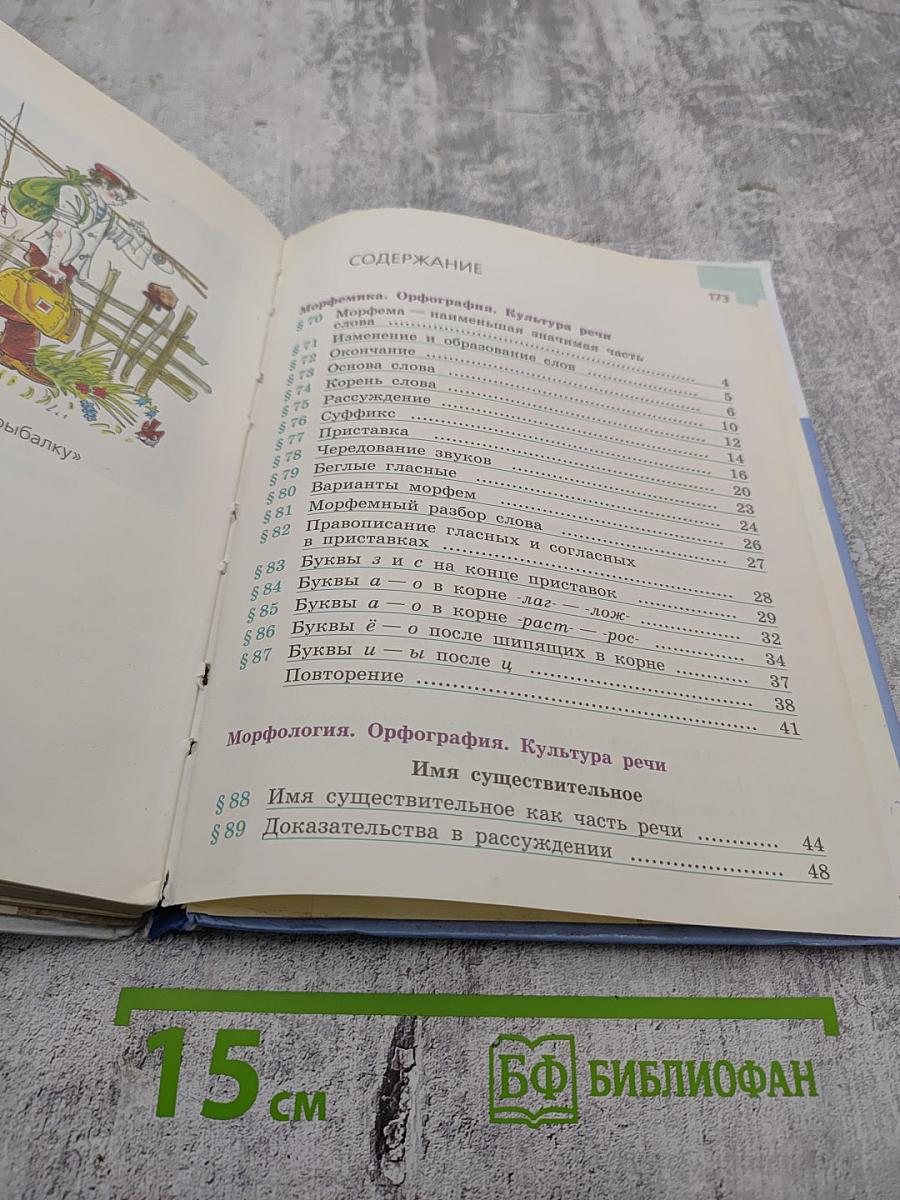 рыбалку»
СОДЕРЖАНИЕ
173
Морфемика. Орфография. Культура речи
§ 70 Морфема — наименьшая значимая часть
слова .......... 4
§ 71 Изменение и образование слов .......... 5
§ 72 Окончание .......... 6
§ 73 Основа слова .......... 10
§ 74 Корень слова .......... 12
§ 75 Рассуждение .......... 14
§ 76 Суффикс .......... 16
§ 77 Приставка .......... 20
§ 78 Чередование звуков .......... 23
§ 79 Беглые гласные .......... 24
§ 80 Варианты морфем .......... 26
§ 81 Морфемный разбор слова .......... 27
§ 82 Правописание гласных и согласных
в приставках .......... 28
§ 83 Буквы з и с на конце приставок .......... 29
§ 84 Буквы а — о в корне -лаг- — -лож- .......... 32
§ 85 Буквы а — о в корне -раст- — -рос- .......... 34
§ 86 Буквы ё — о после шипящих в корне .......... 37
§ 87 Буквы и — ы после ц .......... 38
Повторение .......... 41
Морфология. Орфография. Культура речи
Имя существительное
§ 88 Имя существительное как часть речи .......... 44
§ 89 Доказательства в рассуждении .......... 48
15 см
БФ БИБЛИОФАН